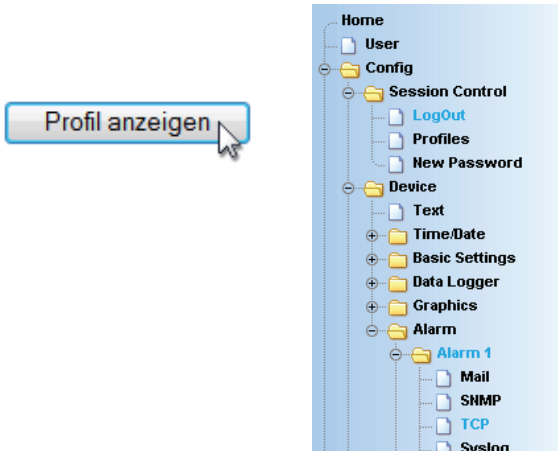 Profil anzeigen
Home
User
Config
Session Control
LogOut
Profiles
New Password
Device
Text
Time/Date
Basic Settings
Data Logger
Graphics
Alarm
Alarm 1
Mail
SNMP
TCP
Syslog